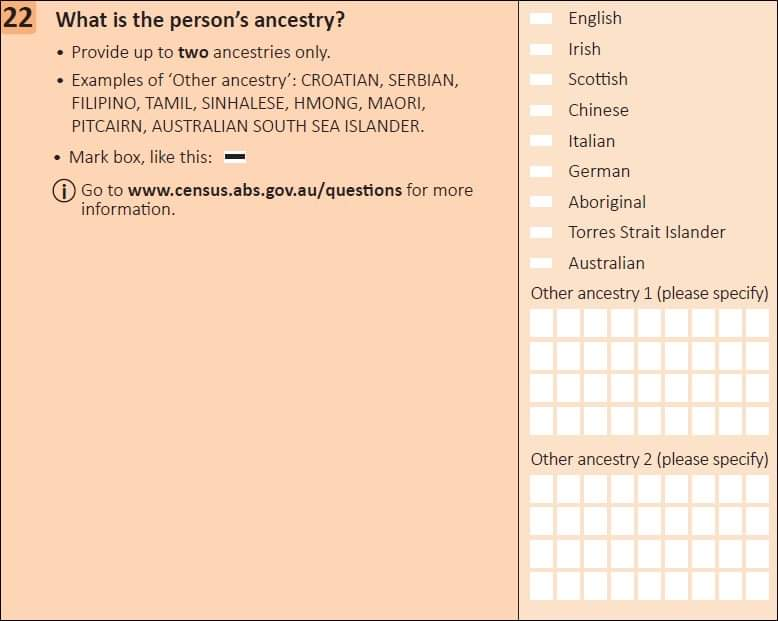 22 What is the person’s ancestry?
• Provide up to two ancestries only.
• Examples of ‘Other ancestry’: CROATIAN, SERBIAN,
FILIPINO, TAMIL, SINHALESE, HMONG, MAORI,
PITCAIRN, AUSTRALIAN SOUTH SEA ISLANDER.
• Mark box, like this:
i Go to www.census.abs.gov.au/questions for more
information.
English
Irish
Scottish
Chinese
Italian
German
Aboriginal
Torres Strait Islander
Australian
Other ancestry 1 (please specify)
Other ancestry 2 (please specify)